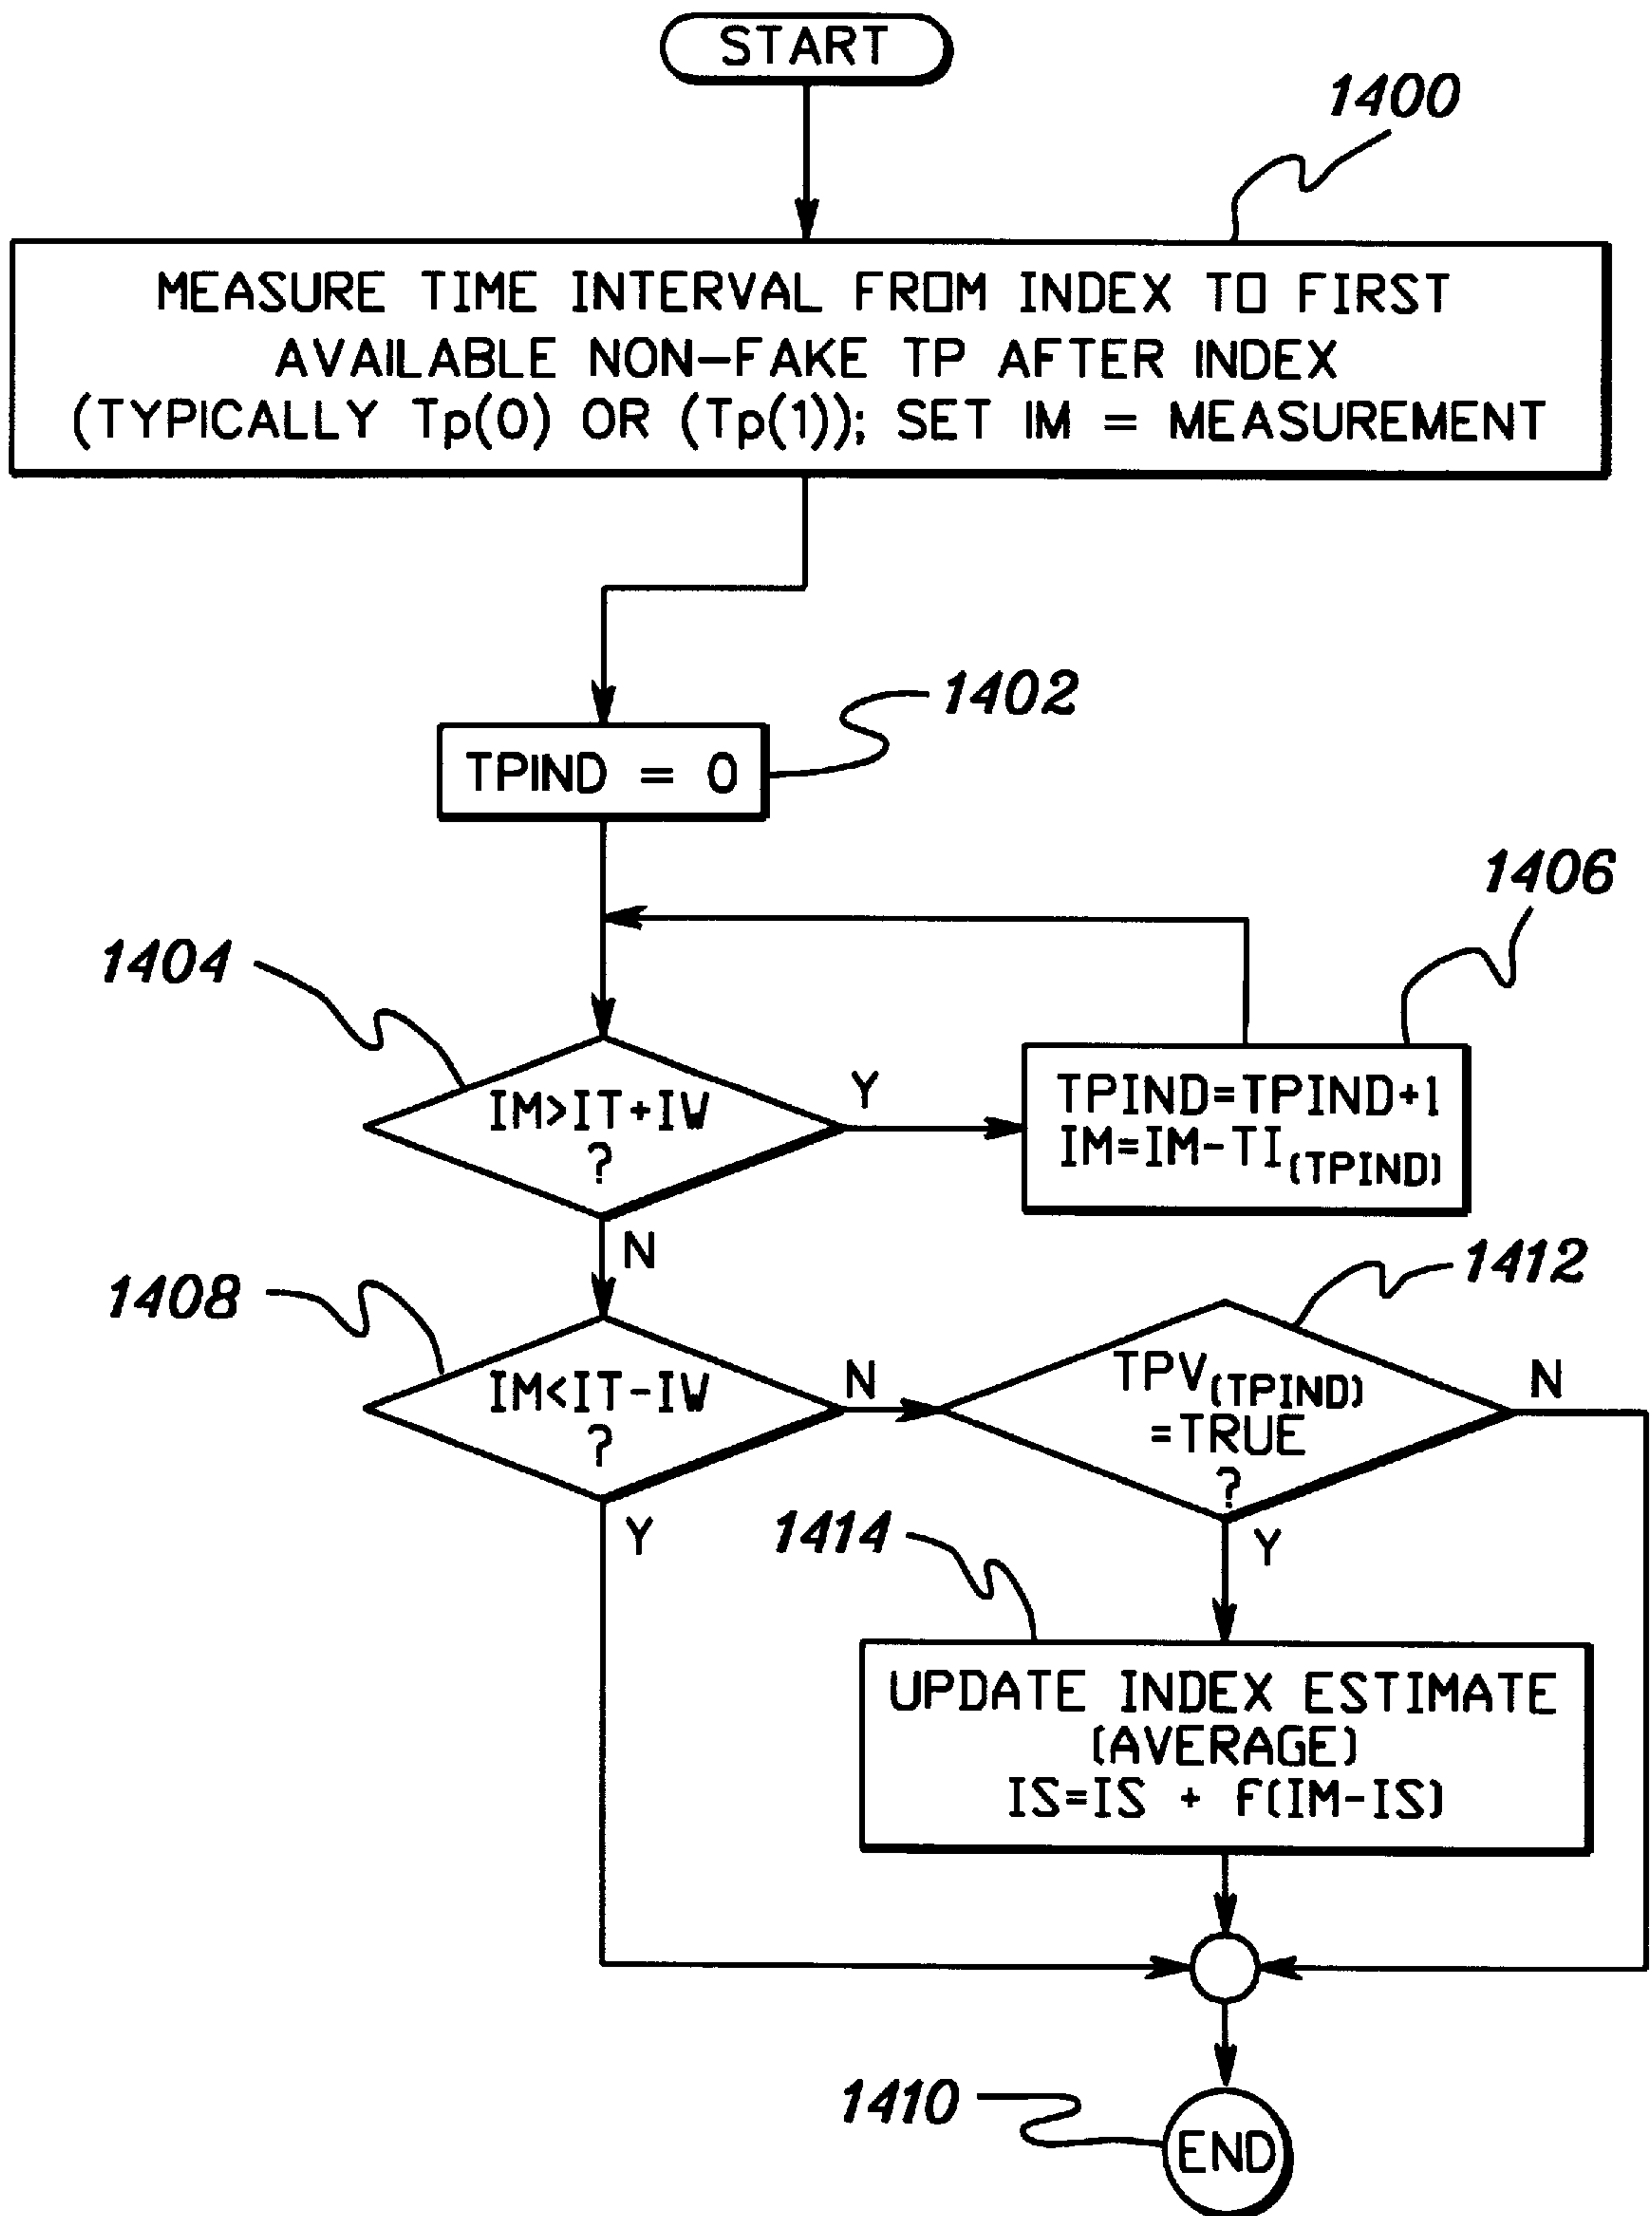 START
1400
MEASURE TIME INTERVAL FROM INDEX TO FIRST
AVAILABLE NON-FAKE TP AFTER INDEX
(TYPICALLY Tp(0) OR (Tp(1)); SET IM = MEASUREMENT
1402
TPIND = 0
1406
1404
IM>IT+IW
?
Y
TPIND=TPIND+1
IM=IM-TI(TPIND)
N
1412
1408
IM<IT-IW
?
N
TPV(TPIND)
=TRUE
?
N
Y
1414
Y
UPDATE INDEX ESTIMATE
(AVERAGE)
IS=IS + f(IM-IS)
1410
END